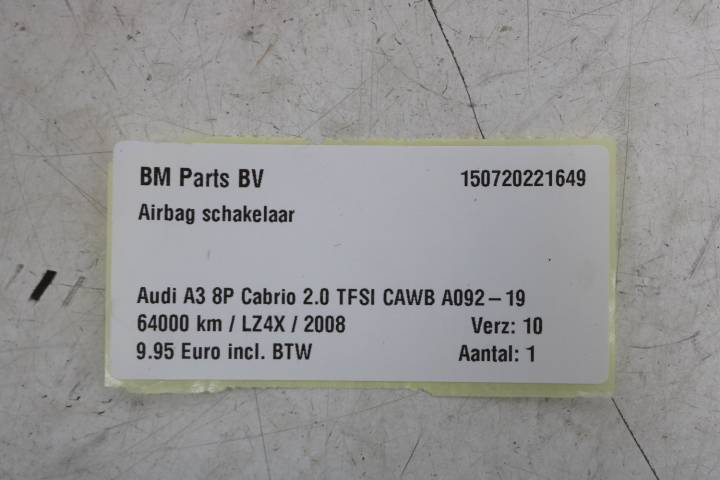 BM Parts BV 150720221649
Airbag schakelaar
Audi A3 8P Cabrio 2.0 TFSI CAWB A092-19
64000 km / LZ4X / 2008 Verz: 10
9.95 Euro incl. BTW Aantal: 1